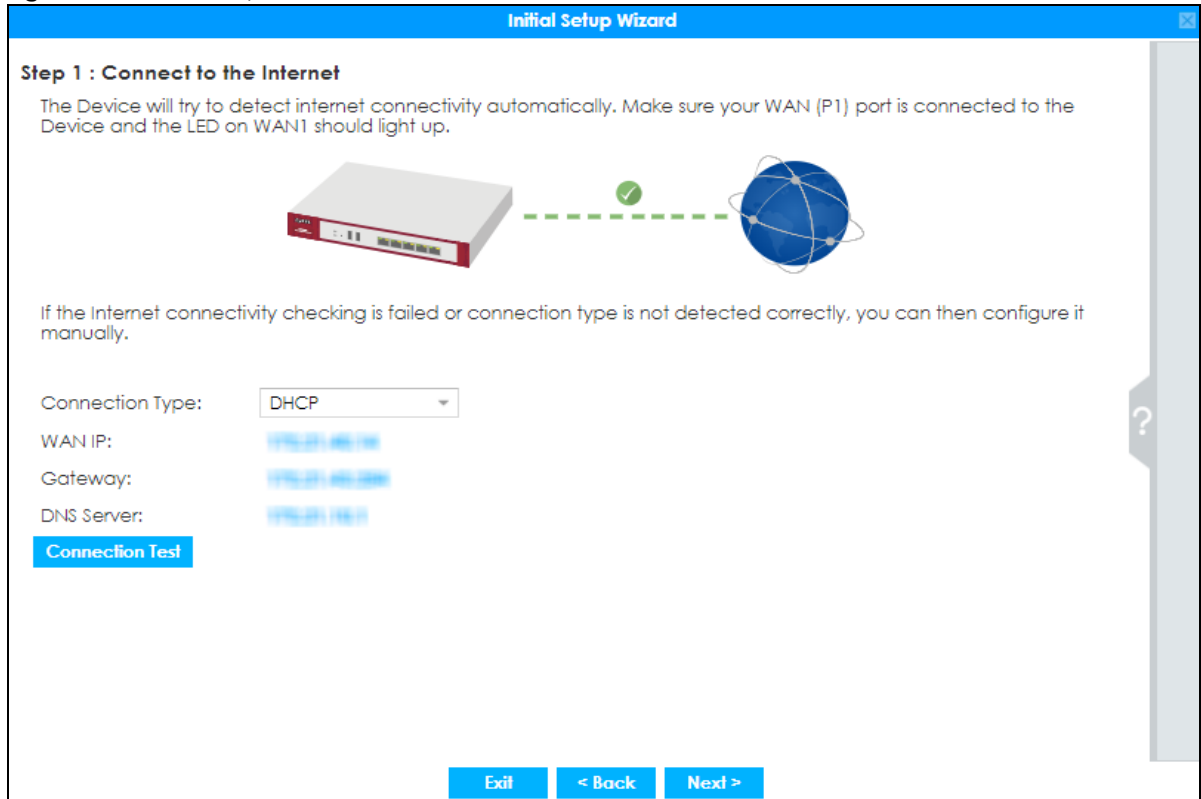 Initial Setup Wizard
Step 1 : Connect to the Internet
The Device will try to detect internet connectivity automatically. Make sure your WAN (P1) port is connected to the
Device and the LED on WAN1 should light up.
If the Internet connectivity checking is failed or connection type is not detected correctly, you can then configure it
manually.
Connection Type: DHCP
?
WAN IP:
Gateway:
DNS Server:
Connection Test
Exit < Back Next >